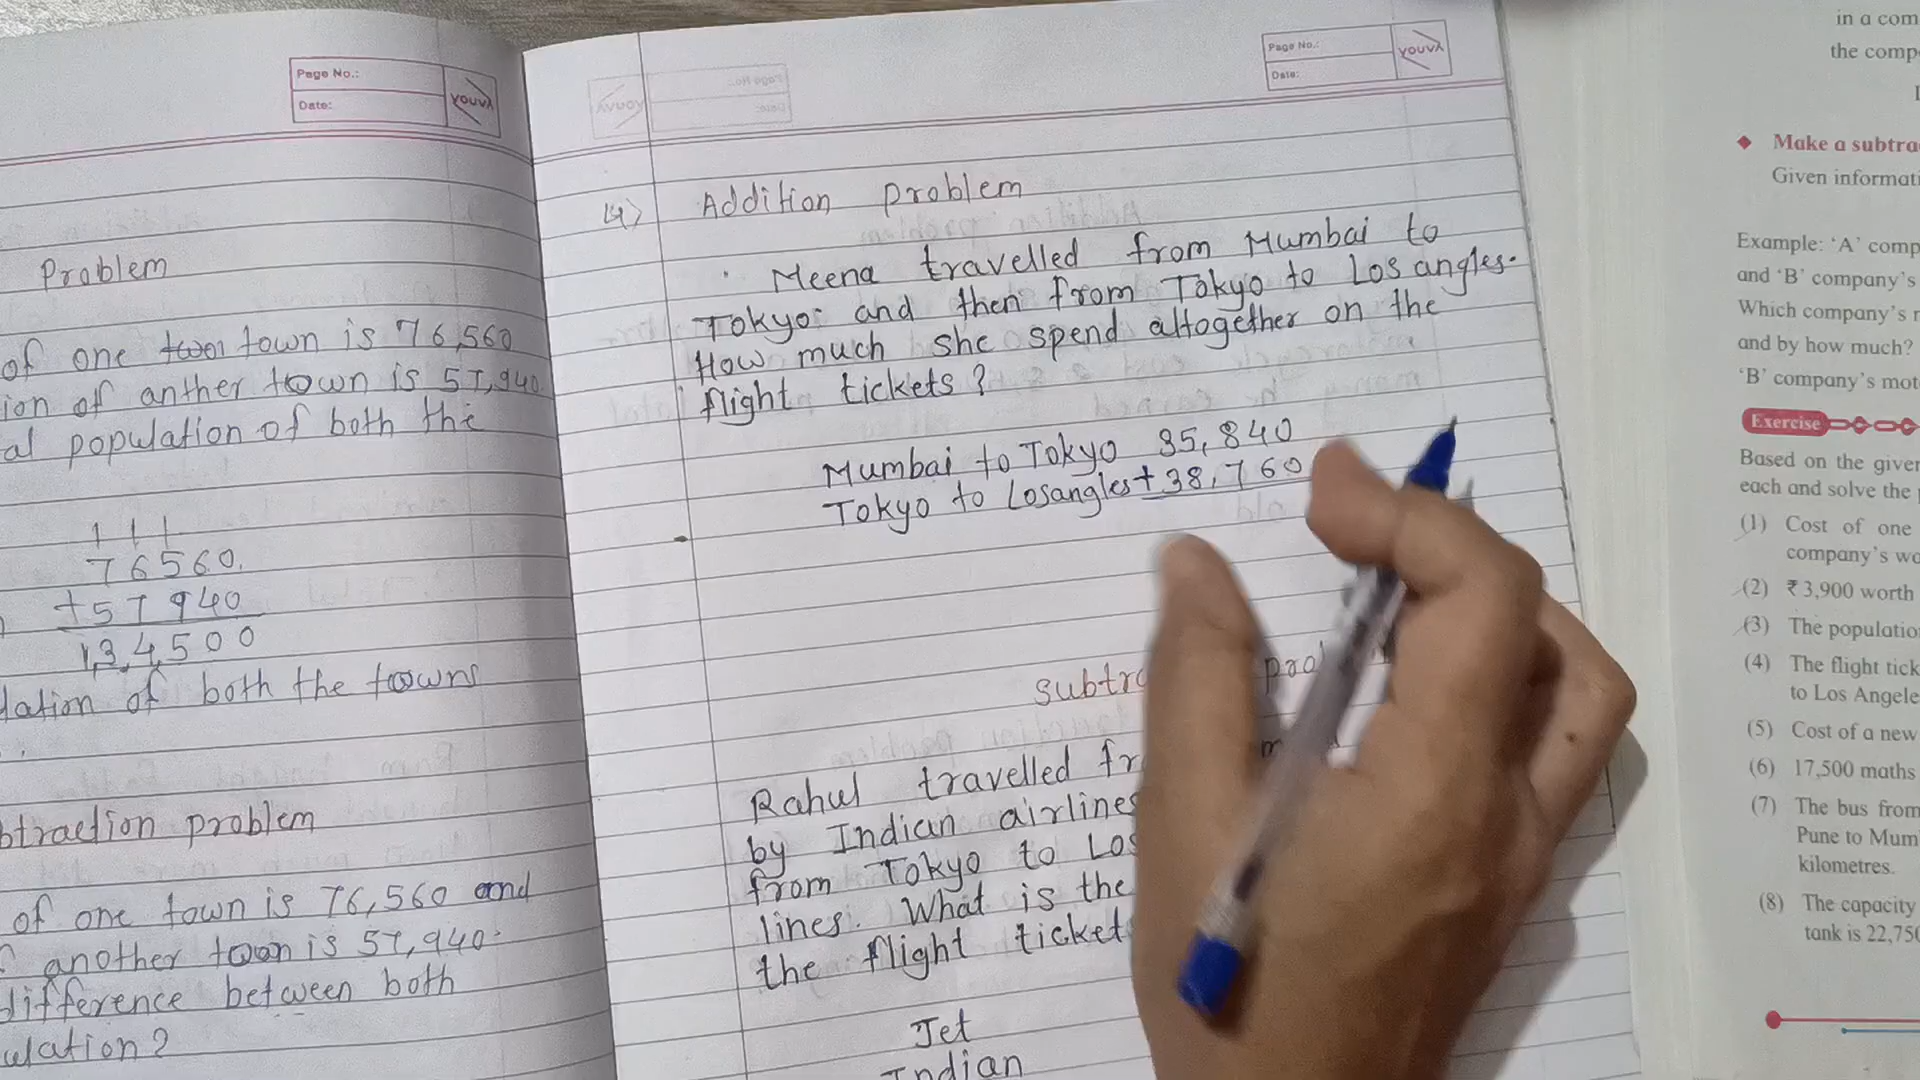 Page No.:
Date:
YOUVA
Problem
of one town is 76,560
ion of anther town is 57,940
al population of both the
1 1 1
76560.
+57940
1,3,4,500
lation of both the towns
btraction problem
of one town is 76,560 and
another town is 57,940.
difference between both
ulation?
Page No.:
Date:
YOUVA
(4) Addition problem
Meena travelled from Mumbai to
Tokyo and then from Tokyo to Los angles.
How much she spend altogether on the
flight tickets?
Mumbai to Tokyo 35,840
Tokyo to Losangles + 38,760
subtra
Rahul travelled fr
by Indian airlines
from Tokyo to Los
lines. What is the
the flight ticket
Jet
Indian
in a com
the comp
Make a subtra
Given informati
Example: ‘A’ comp
and ‘B’ company’s
Which company’s
and by how much?
‘B’ company’s mot
Exercise
Based on the given
each and solve the
(1) Cost of one
company’s wo
(2) ₹ 3,900 worth
(3) The population
(4) The flight tick
to Los Angele
(5) Cost of a new
(6) 17,500 maths
(7) The bus from
Pune to Mum
kilometres.
(8) The capacity
tank is 22,750